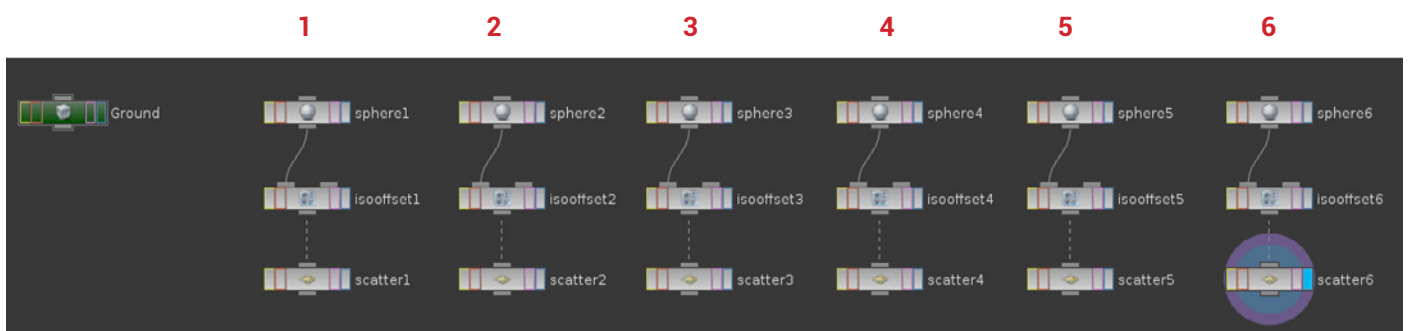 1 2 3 4 5 6
Ground sphere1 sphere2 sphere3 sphere4 sphere5 sphere6
isooffset1 isooffset2 isooffset3 isooffset4 isooffset5 isooffset6
scatter1 scatter2 scatter3 scatter4 scatter5 scatter6